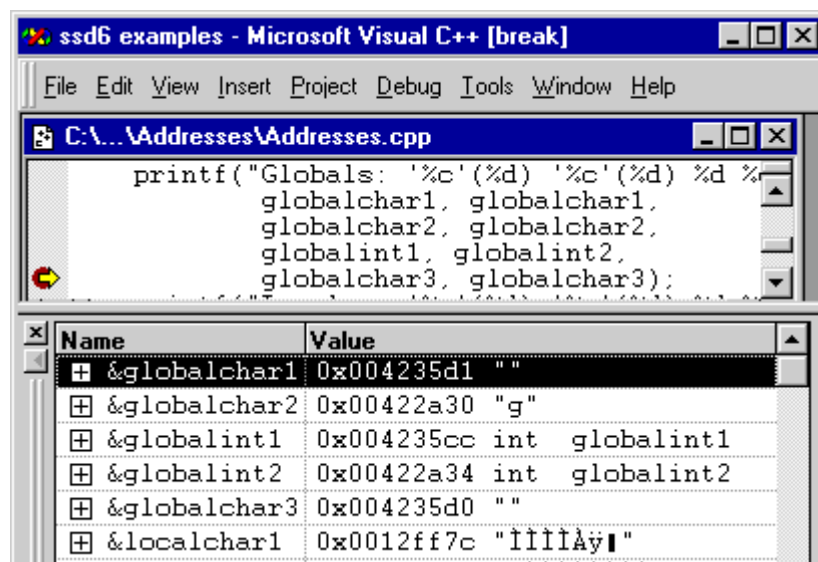 ssd6 examples - Microsoft Visual C++ [break]
File Edit View Insert Project Debug Tools Window Help
C:\...\Addresses\Addresses.cpp
printf("Globals: '%c'(%d) '%c'(%d) %d %
globalchar1, globalchar1,
globalchar2, globalchar2,
globalint1, globalint2,
globalchar3, globalchar3);
Name Value
&globalchar1 0x004235d1 ""
&globalchar2 0x00422a30 "g"
&globalint1 0x004235cc int globalint1
&globalint2 0x00422a34 int globalint2
&globalchar3 0x004235d0 ""
&localchar1 0x0012ff7c "ÌÌÌÌÀÿ▮"